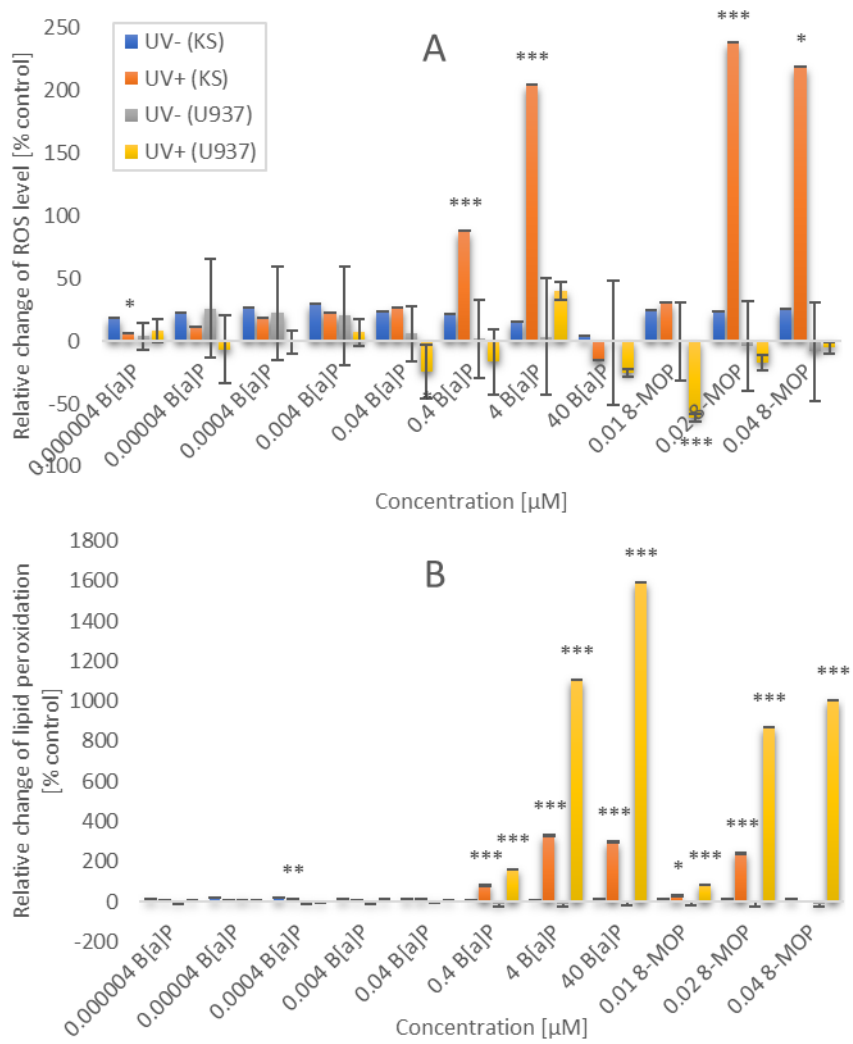 A
UV- (KS)
UV+ (KS)
UV- (U937)
UV+ (U937)
Relative change of ROS level [% control]
250
200
150
100
50
0
-50
-100
*
***
***
***
*
***
0.000004 B[a]P
0.00004 B[a]P
0.0004 B[a]P
0.004 B[a]P
0.04 B[a]P
0.4 B[a]P
4 B[a]P
40 B[a]P
0.01 8-MOP
0.02 8-MOP
0.04 8-MOP
Concentration [µM]
B
Relative change of lipid peroxidation
[% control]
1800
1600
1400
1200
1000
800
600
400
200
0
-200
**
***
***
***
***
***
***
*
***
***
***
***
0.000004 B[a]P
0.00004 B[a]P
0.0004 B[a]P
0.004 B[a]P
0.04 B[a]P
0.4 B[a]P
4 B[a]P
40 B[a]P
0.01 8-MOP
0.02 8-MOP
0.04 8-MOP
Concentration [µM]